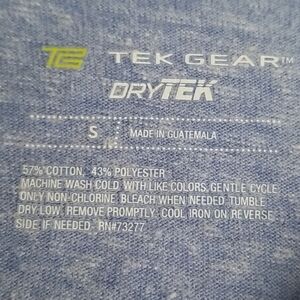 TEK GEAR™
DRYTEK
S MADE IN GUATEMALA
57% COTTON, 43% POLYESTER
MACHINE WASH COLD, WITH LIKE COLORS, GENTLE CYCLE
ONLY NON-CHLORINE. BLEACH WHEN NEEDED. TUMBLE
DRY LOW. REMOVE PROMPTLY. COOL IRON ON REVERSE
SIDE. IF NEEDED- RN#73277